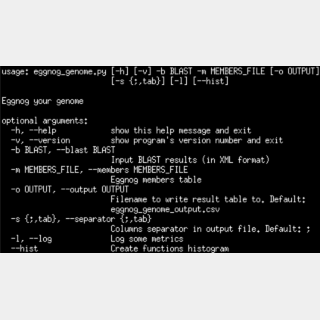 usage: eggnog_genome.py [-h] [-v] -b BLAST -m MEMBERS_FILE [-o OUTPUT]
[-s {;,tab}] [-l] [--hist]
Eggnog your genome
optional arguments:
-h, --help show this help message and exit
-v, --version show program's version number and exit
-b BLAST, --blast BLAST
Input BLAST results (in XML format)
-m MEMBERS_FILE, --members MEMBERS_FILE
Eggnog members table
-o OUTPUT, --output OUTPUT
Filename to write result table to. Default:
eggnog_genome_output.csv
-s {;,tab}, --separator {;,tab}
Columns separator in output file. Default: ;
-l, --log Log some metrics
--hist Create functions histogram